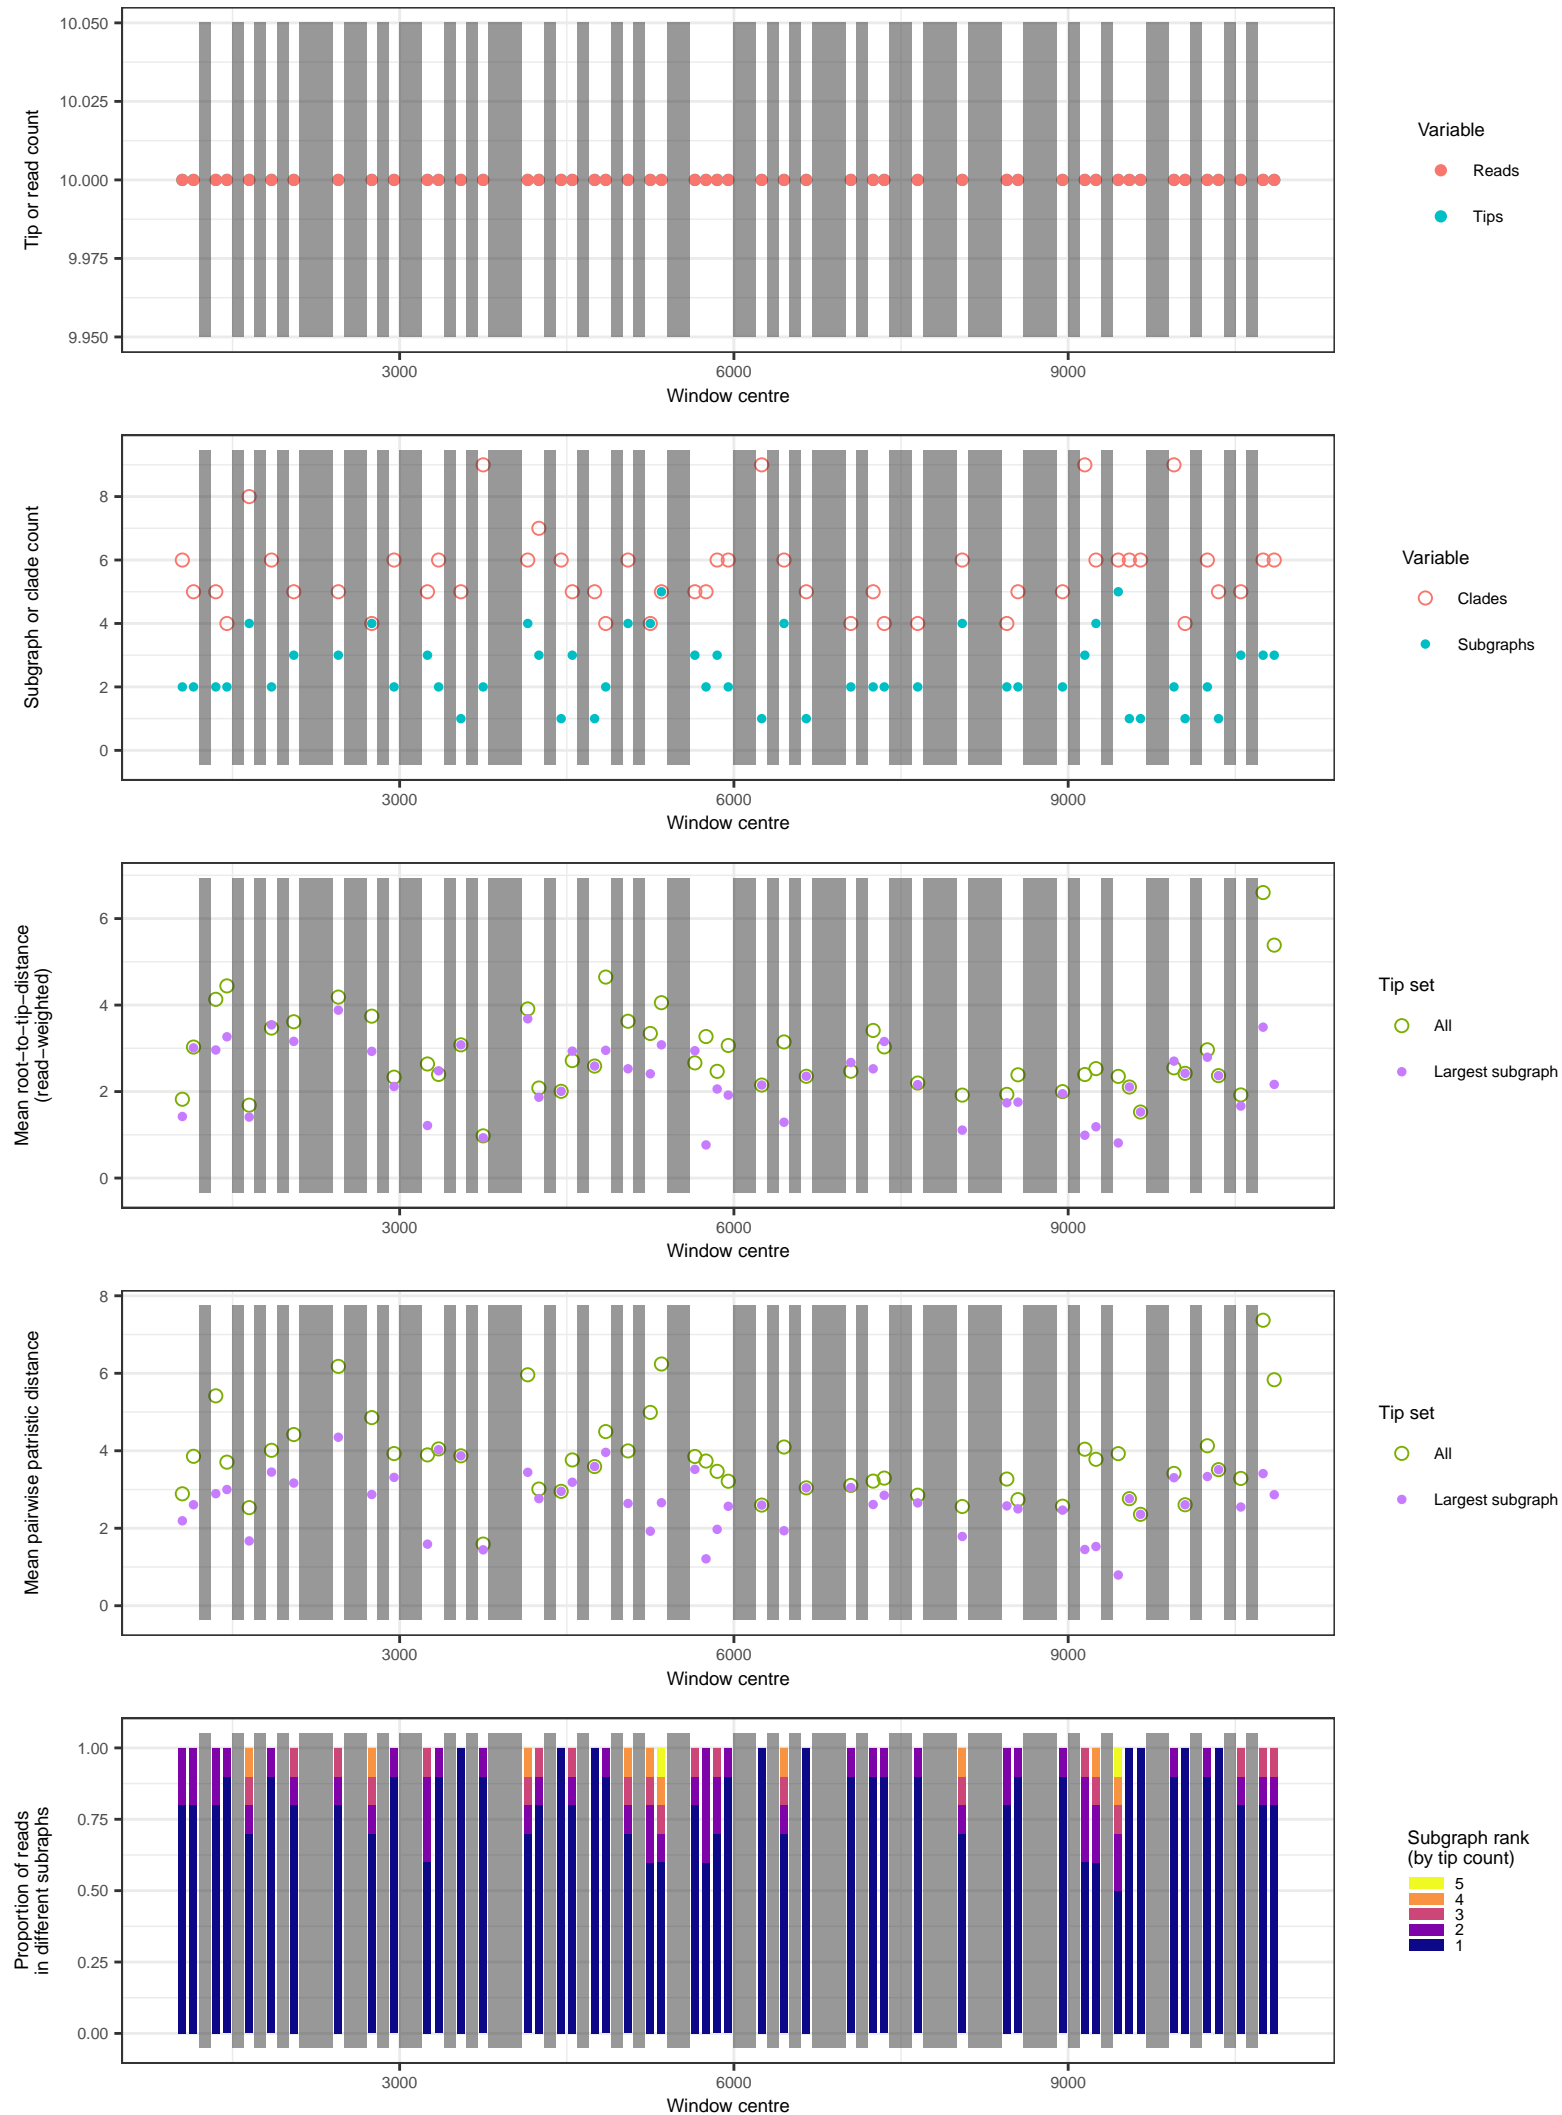 10.050
10.025
10.000
9.975
9.950
Tip or read count
3000
6000
9000
Window centre
Variable
Reads
Tips
8
6
4
2
0
Subgraph or clade count
3000
6000
9000
Window centre
Variable
Clades
Subgraphs
6
4
2
0
Mean root−to−tip−distance
(read−weighted)
3000
6000
9000
Window centre
Tip set
All
Largest subgraph
8
6
4
2
0
Mean pairwise patristic distance
3000
6000
9000
Window centre
Tip set
All
Largest subgraph
1.00
0.75
0.50
0.25
0.00
Proportion of reads
in different subraphs
3000
6000
9000
Window centre
Subgraph rank
(by tip count)
5
4
3
2
1